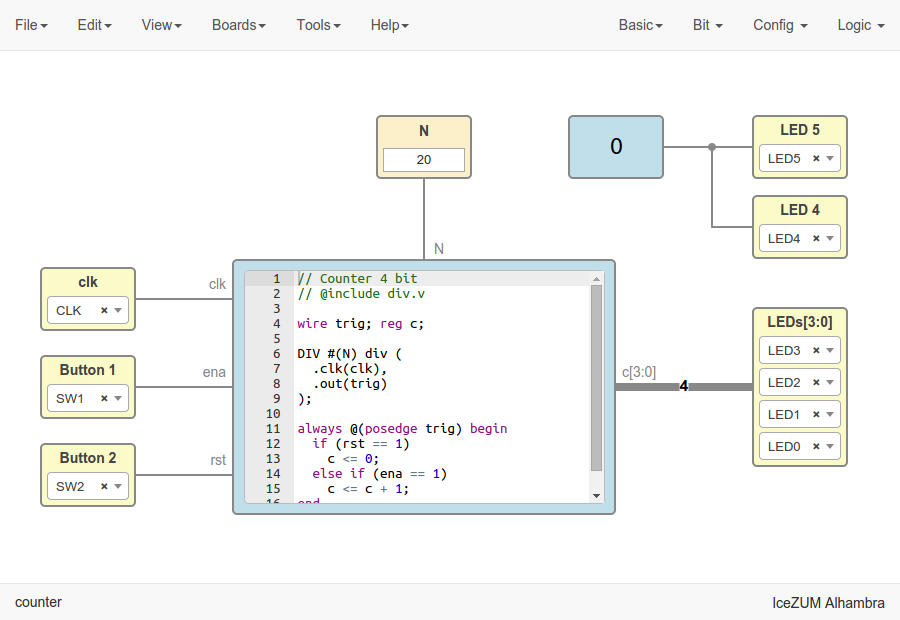 File Edit View Boards Tools Help Basic Bit Config Logic
N
20
0
LED 5
LED5 ×
LED 4
LED4 ×
N
clk
CLK ×
clk
Button 1
SW1 ×
ena
Button 2
SW2 ×
rst
1 // Counter 4 bit
2 // @include div.v
3
4 wire trig; reg c;
5
6 DIV #(N) div (
7 .clk(clk),
8 .out(trig)
9 );
10
11 always @(posedge trig) begin
12 if (rst == 1)
13 c <= 0;
14 else if (ena == 1)
15 c <= c + 1;
16 end
c[3:0]
4
LEDs[3:0]
LED3 ×
LED2 ×
LED1 ×
LED0 ×
counter
IceZUM Alhambra